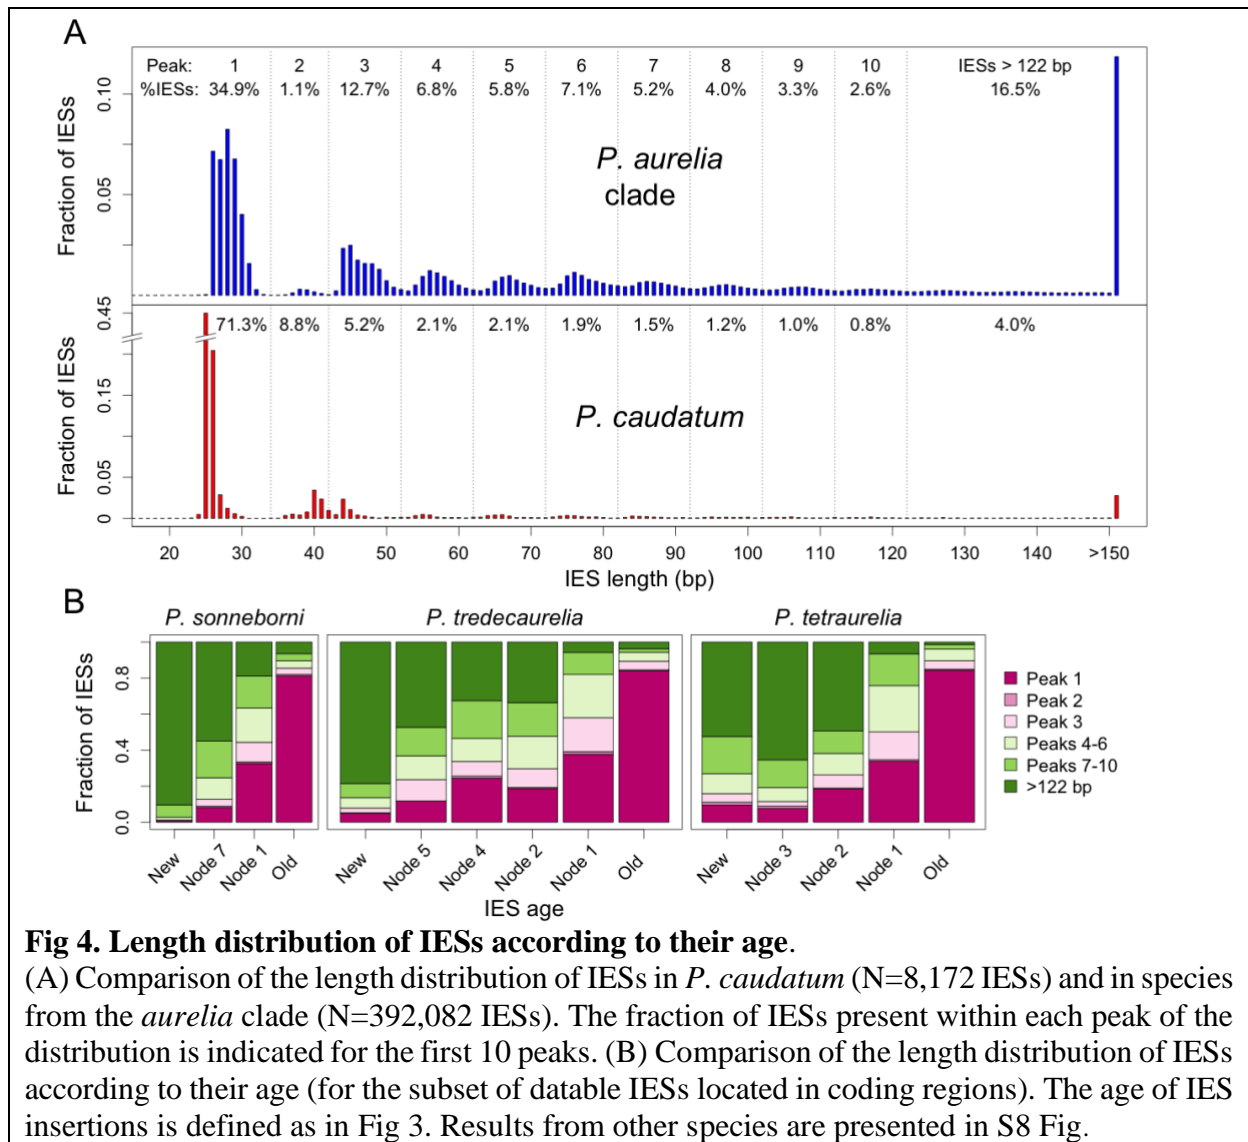 A
Peak: 1 2 3 4 5 6 7 8 9 10 IESs > 122 bp
%IESs: 34.9% 1.1% 12.7% 6.8% 5.8% 7.1% 5.2% 4.0% 3.3% 2.6% 16.5%
0.10
0.05
Fraction of IESs
P. aurelia
clade
71.3% 8.8% 5.2% 2.1% 2.1% 1.9% 1.5% 1.2% 1.0% 0.8% 4.0%
0.45
0.15
0.05
0
Fraction of IESs
P. caudatum
20 30 40 50 60 70 80 90 100 110 120 130 140 >150
IES length (bp)
B
P. sonneborni P. tredecaurelia P. tetraurelia
0.8
0.4
0.0
Fraction of IESs
Peak 1
Peak 2
Peak 3
Peaks 4-6
Peaks 7-10
>122 bp
New Node 7 Node 1 Old New Node 5 Node 4 Node 2 Node 1 Old New Node 3 Node 2 Node 1 Old
IES age
Fig 4. Length distribution of IESs according to their age.
(A) Comparison of the length distribution of IESs in P. caudatum (N=8,172 IESs) and in species
from the aurelia clade (N=392,082 IESs). The fraction of IESs present within each peak of the
distribution is indicated for the first 10 peaks. (B) Comparison of the length distribution of IESs
according to their age (for the subset of datable IESs located in coding regions). The age of IES
insertions is defined as in Fig 3. Results from other species are presented in S8 Fig.